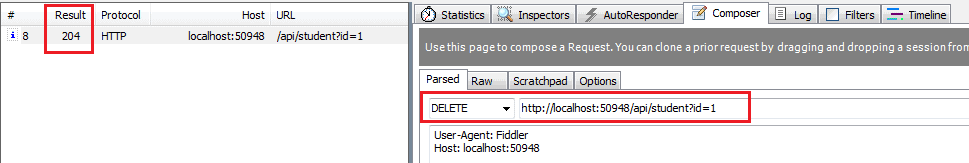 # Result Protocol Host URL
8 204 HTTP localhost:50948 /api/student?id=1
Statistics Inspectors AutoResponder Composer Log Filters Timeline
Use this page to compose a Request. You can clone a prior request by dragging and dropping a session from
Parsed Raw Scratchpad Options
DELETE http://localhost:50948/api/student?id=1
User-Agent: Fiddler
Host: localhost:50948